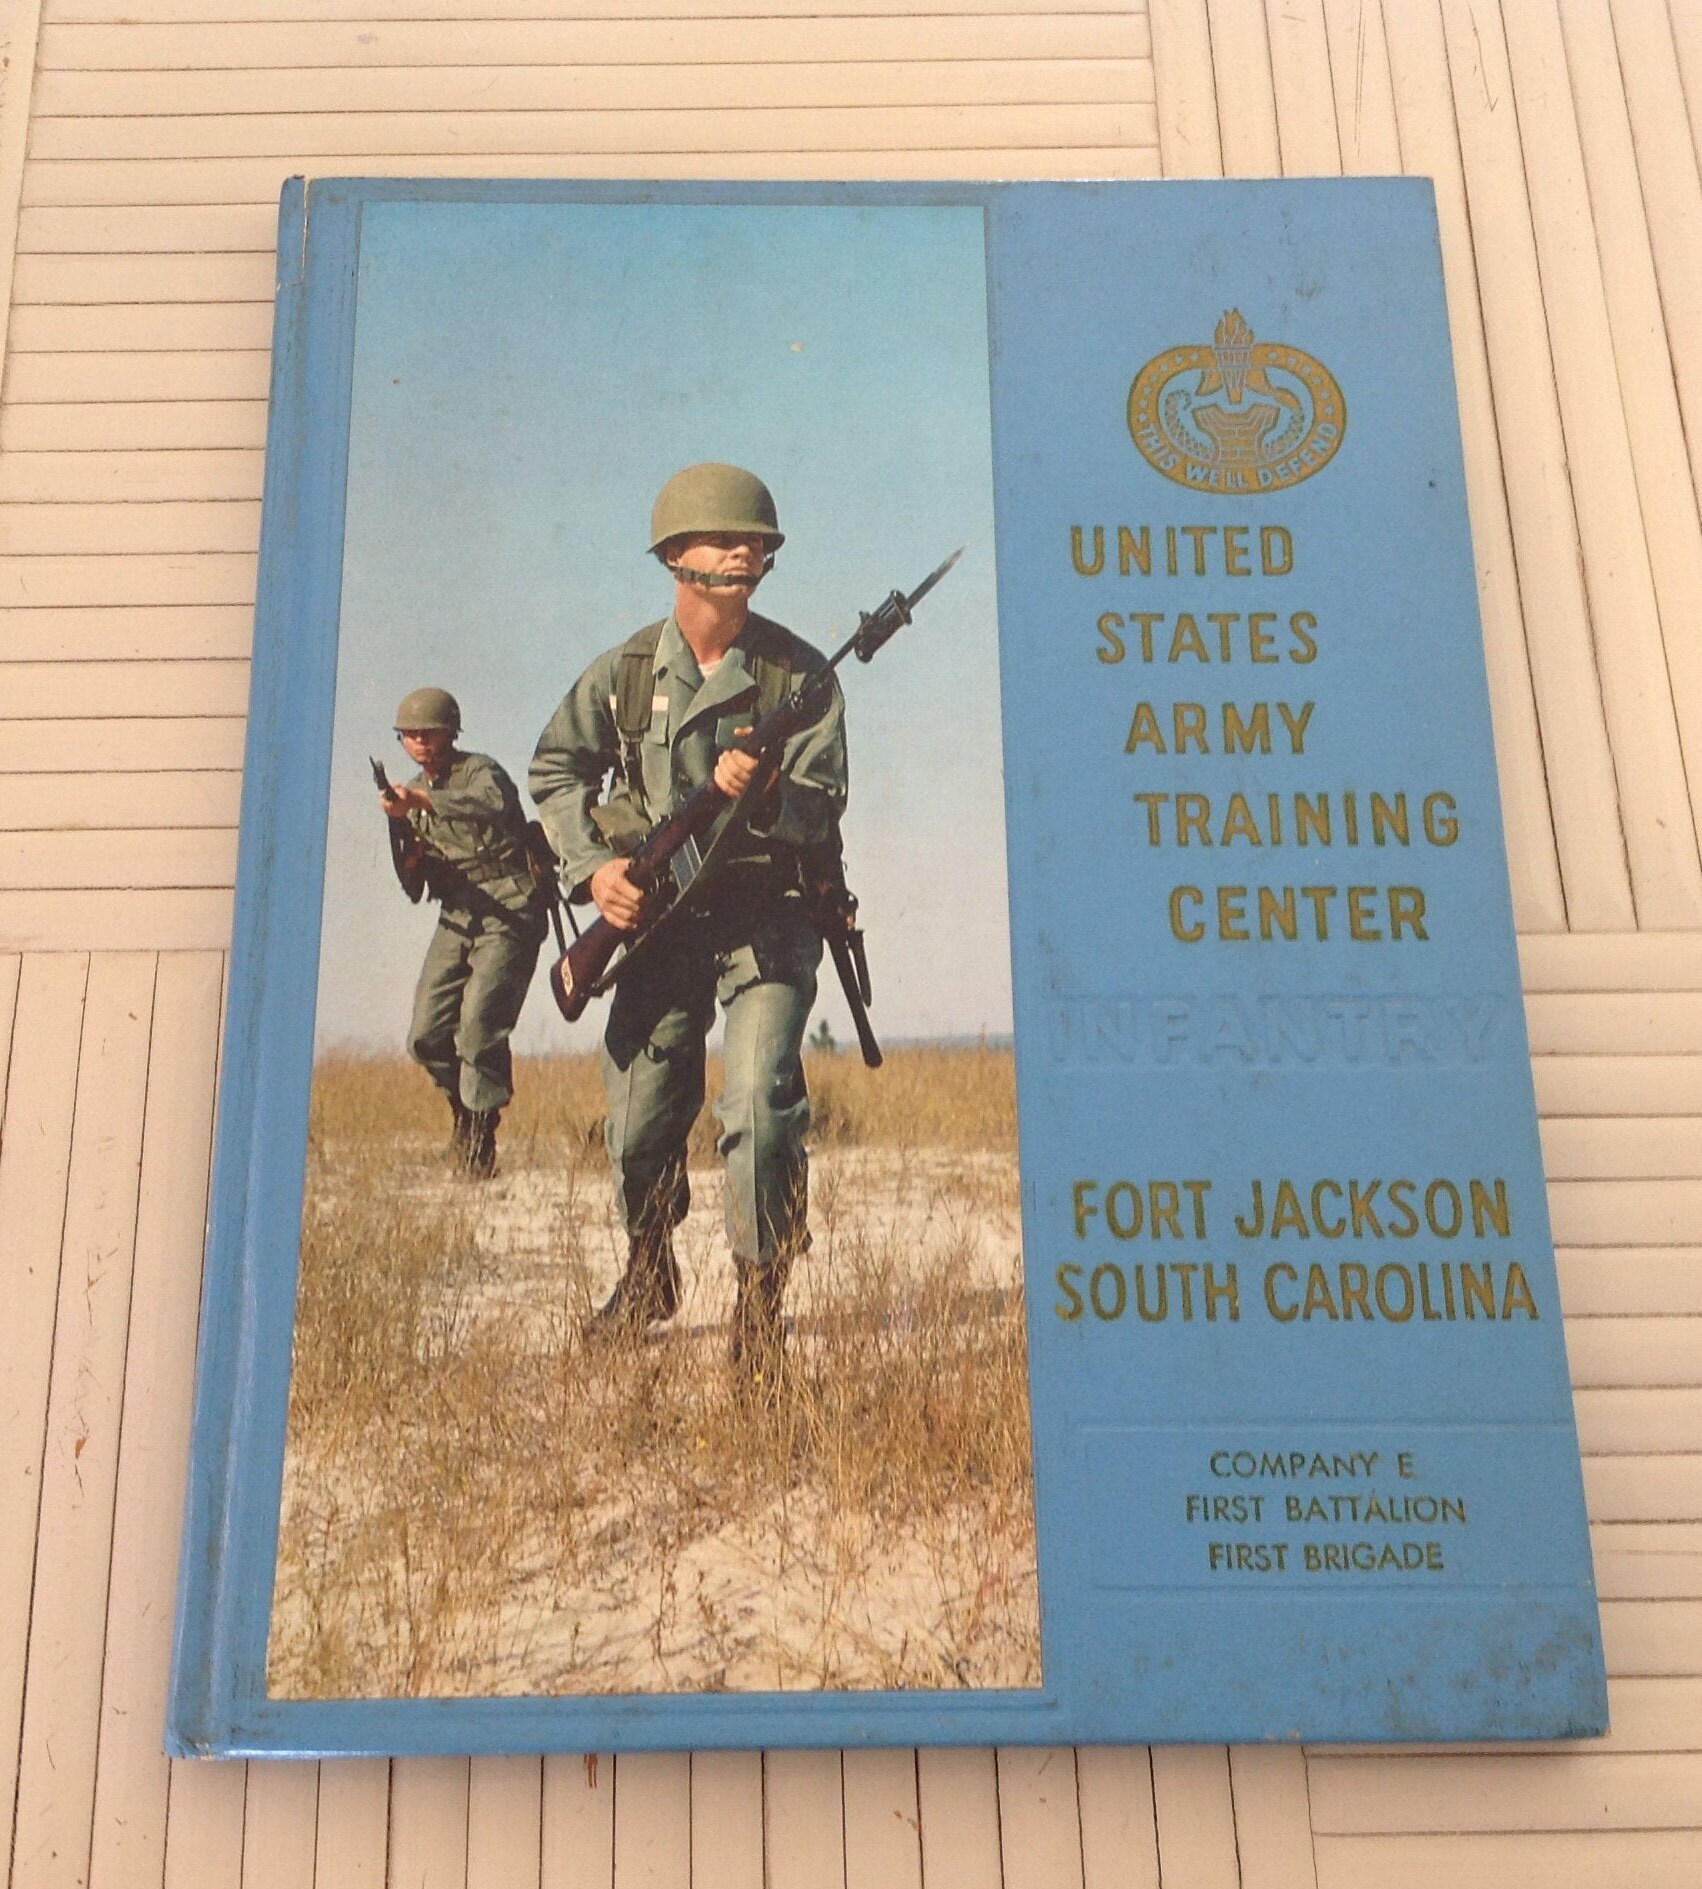 THIS WE'LL DEFEND
UNITED
STATES
ARMY
TRAINING
CENTER
INFANTRY
FORT JACKSON
SOUTH CAROLINA
COMPANY E
FIRST BATTALION
FIRST BRIGADE